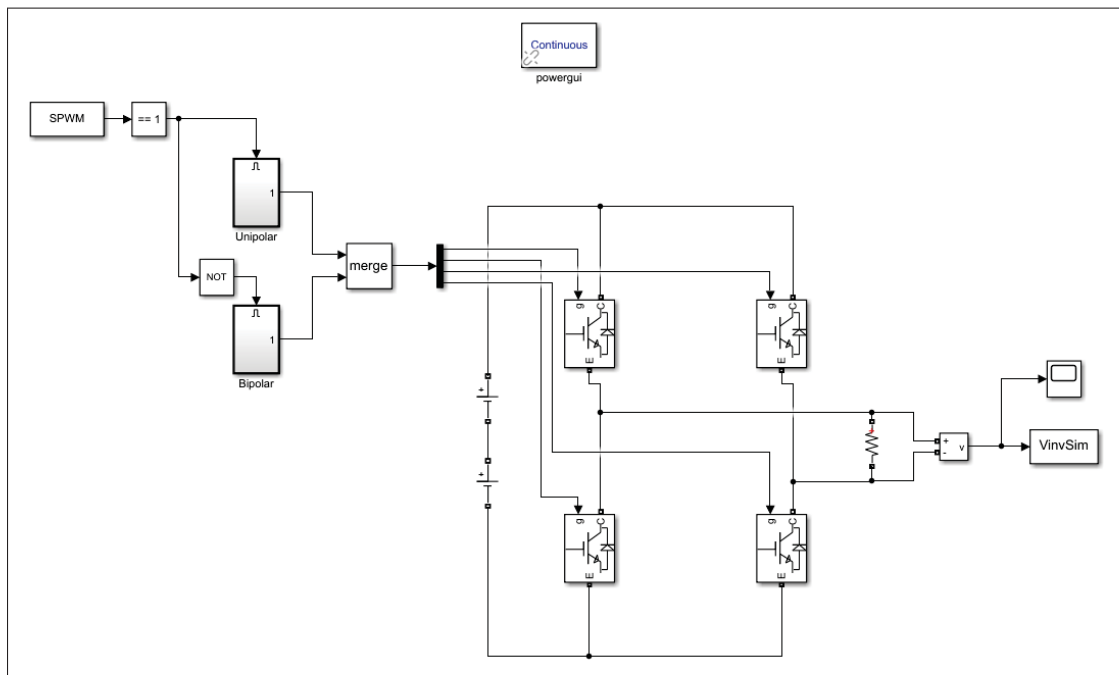 Continuous
powergui
SPWM
== 1
1
Unipolar
NOT
merge
1
Bipolar
g
C
E
g
C
E
+
+
+
-
v
VinvSim
g
C
E
g
C
E